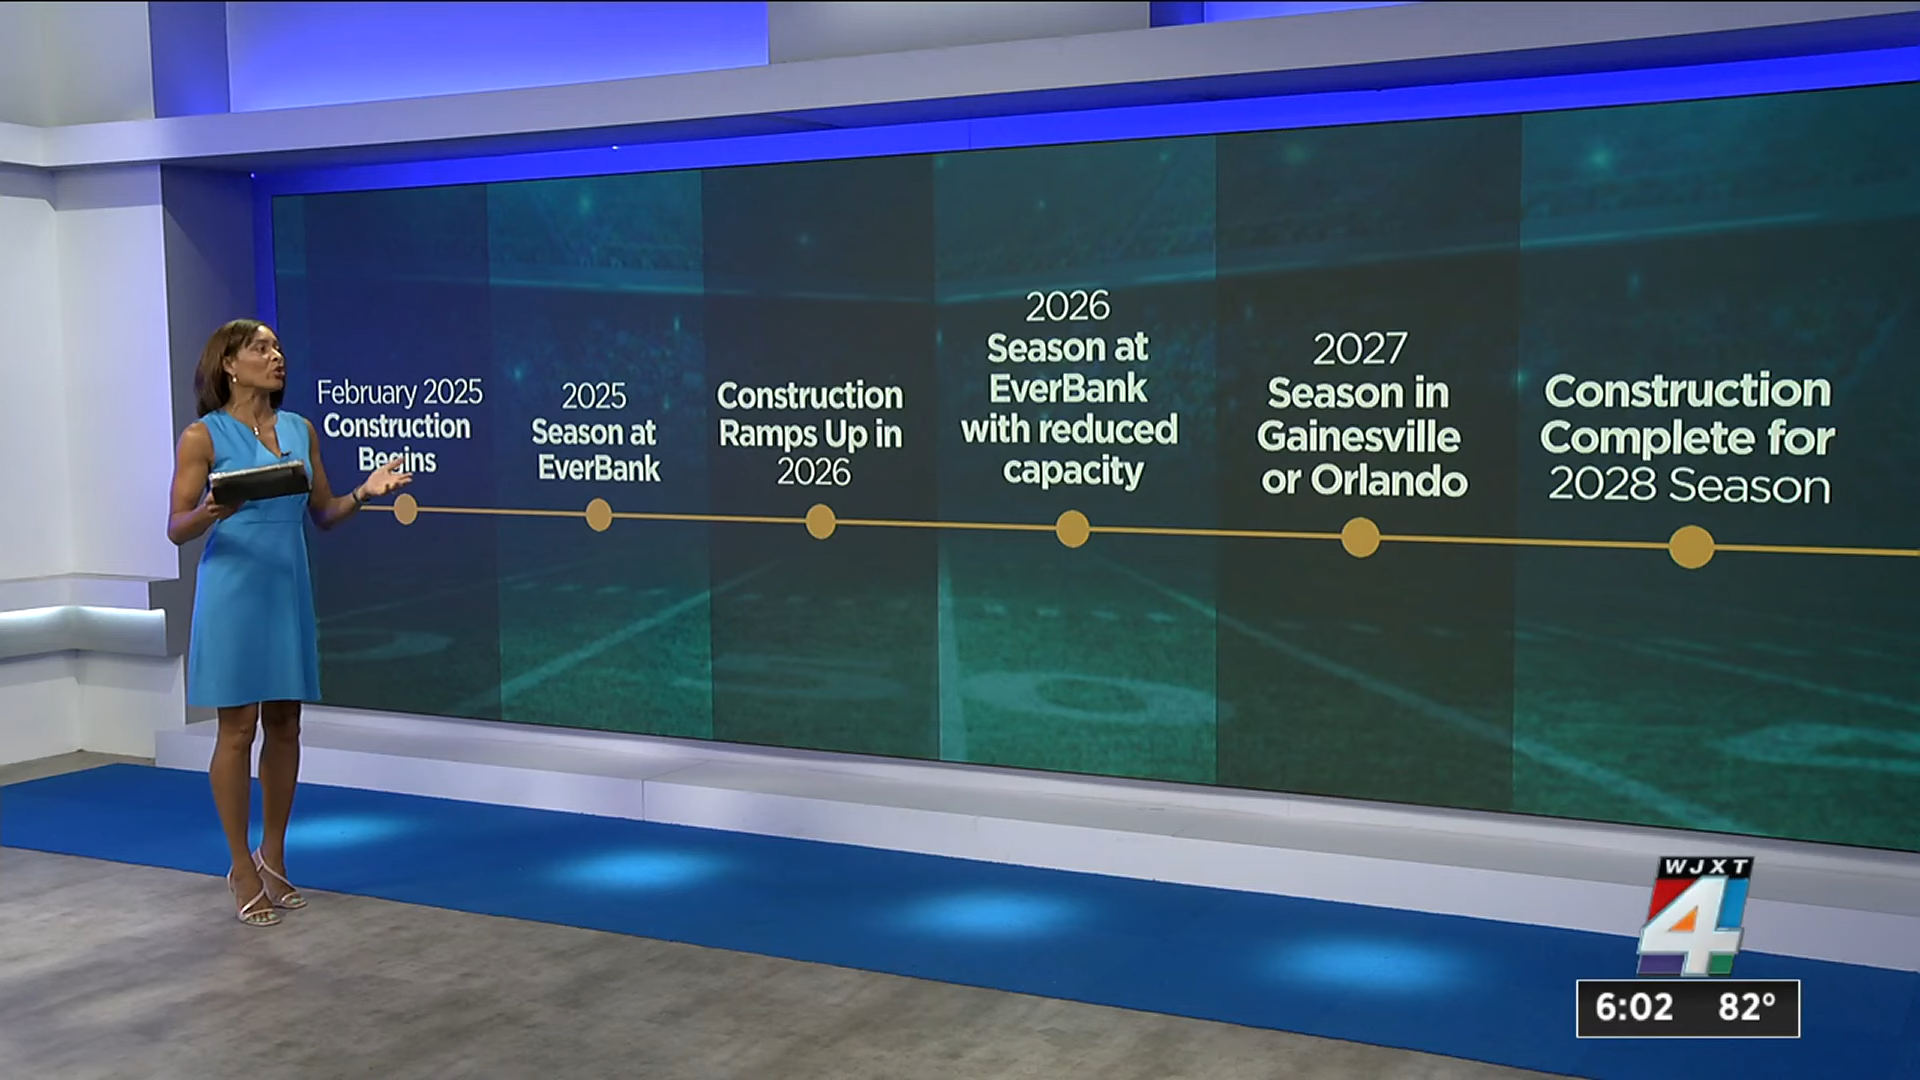 February 2025
Construction
Begins
2025
Season at
EverBank
Construction
Ramps Up in
2026
2026
Season at
EverBank
with reduced
capacity
2027
Season in
Gainesville
or Orlando
Construction
Complete for
2028 Season
WJXT
4
6:02 82°